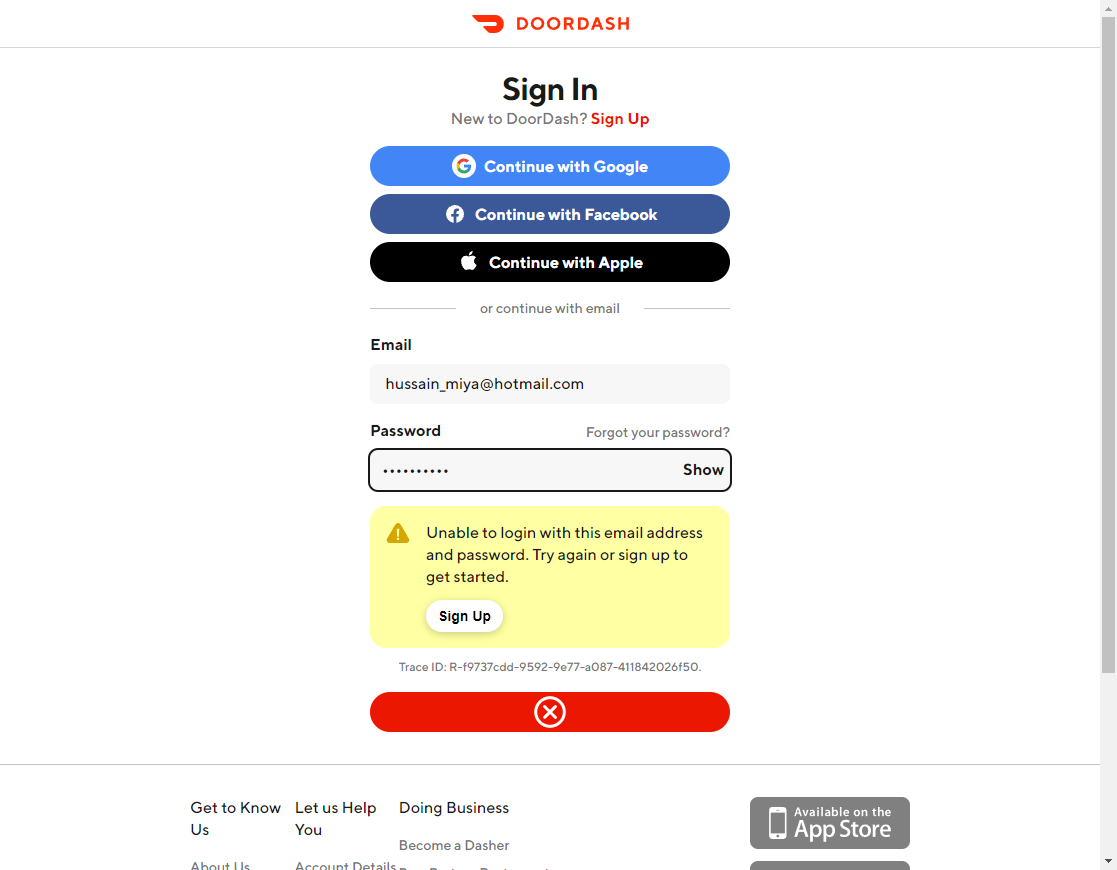 DOORDASH
Sign In
New to DoorDash? Sign Up
Continue with Google
Continue with Facebook
Continue with Apple
or continue with email
Email
hussain_miya@hotmail.com
Password
Forgot your password?
••••••••••
Show
Unable to login with this email address
and password. Try again or sign up to
get started.
Sign Up
Trace ID: R-f9737cdd-9592-9e77-a087-411842026f50.
Get to Know
Us
About Us
Let us Help
You
Account Details
Doing Business
Become a Dasher
Available on the
App Store